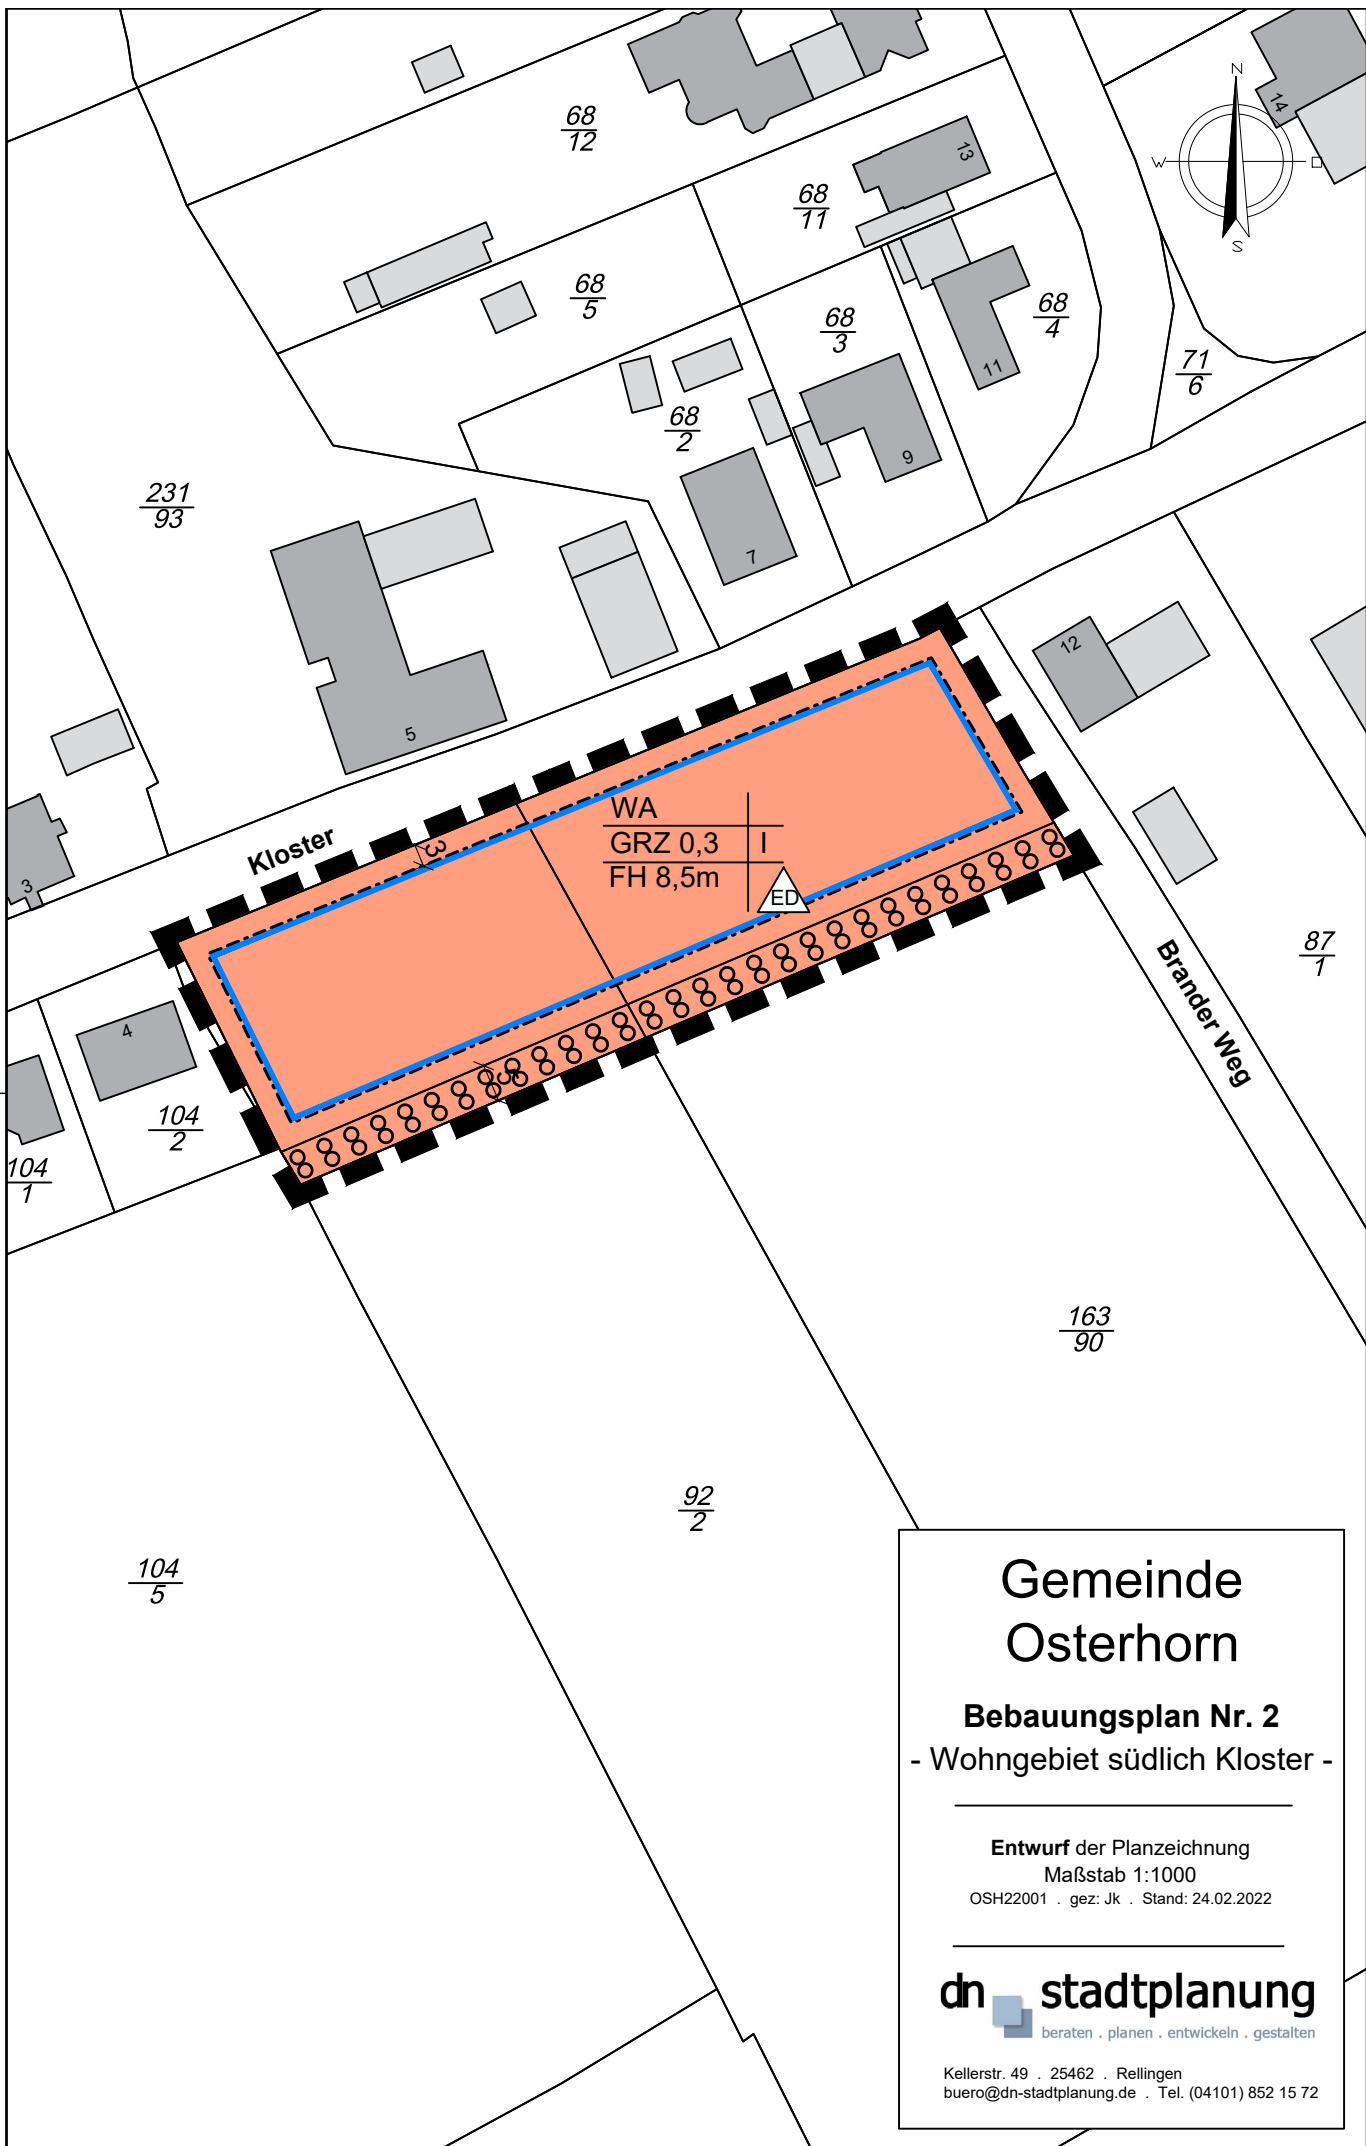 N
W
O
S
14
68
12
13
68
11
68
5
68
3
68
4
11
71
6
68
2
9
7
231
93
12
5
3
Kloster
3
WA
GRZ 0,3 I
FH 8,5m
ED
5
4
104
2
104
1
87
1
Brander Weg
163
90
92
2
104
5
Gemeinde
Osterhorn
Bebauungsplan Nr. 2
- Wohngebiet südlich Kloster -
Entwurf der Planzeichnung
Maßstab 1:1000
OSH22001 . gez: Jk . Stand: 24.02.2022
dn stadtplanung
beraten . planen . entwickeln . gestalten
Kellerstr. 49 . 25462 . Rellingen
buero@dn-stadtplanung.de . Tel. (04101) 852 15 72